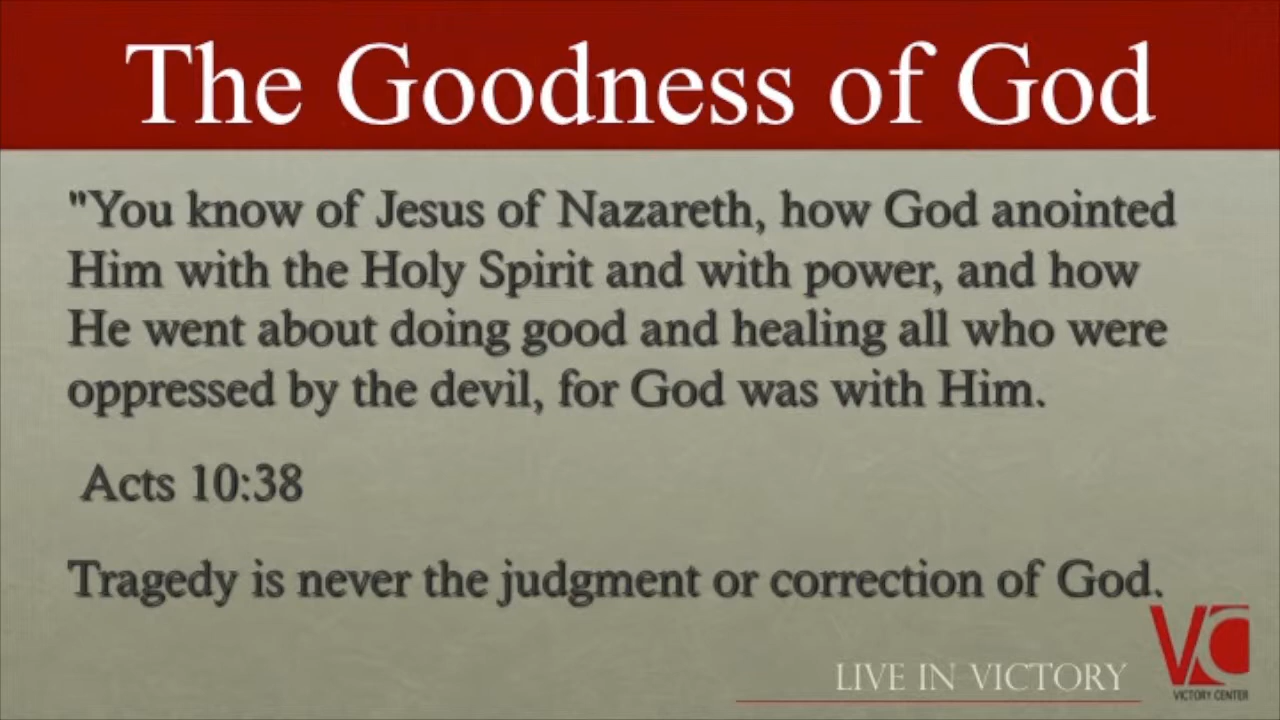 The Goodness of God
"You know of Jesus of Nazareth, how God anointed
Him with the Holy Spirit and with power, and how
He went about doing good and healing all who were
oppressed by the devil, for God was with Him.
Acts 10:38
Tragedy is never the judgment or correction of God.
LIVE IN VICTORY
VC
VICTORY CENTER